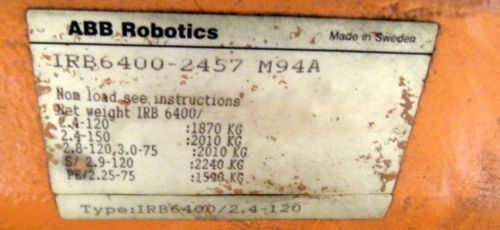 ABB Robotics
Made in Sweden
IRB6400-2457 M94A
Nom load see instructions
Net weight IRB 6400/
2.4-120 :1870 KG
2.4-150 :2010 KG
2.8-120,3.0-75 :2010 KG
S/ 2.9-120 :2240 KG
PE/2.25-75 :1590 KG
Type:IRB6400/2.4-120